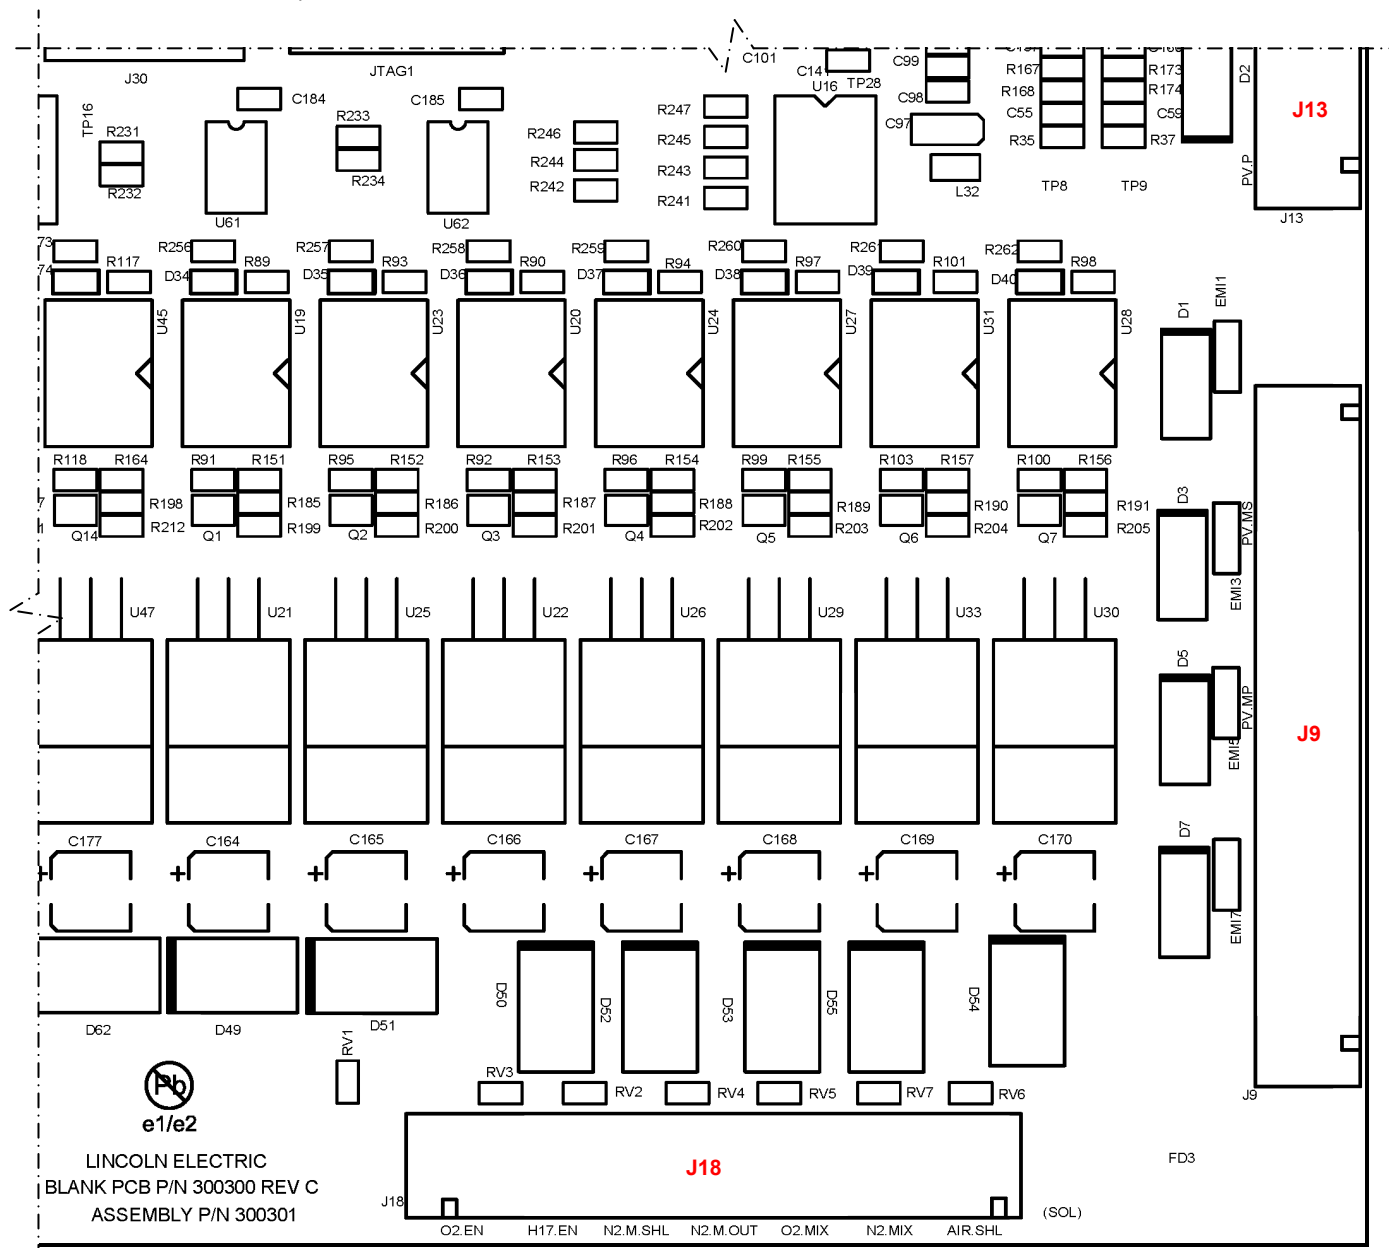 J30
JTAG1
C101
C141
TP28
C99
R167
R173
D2
C184
C185
U16
C98
R168
R174
J13
TP16
R231
R233
R247
C97
C55
C59
R246
R245
R35
R37
R244
R243
PV.P
R232
R234
R242
R241
L32
TP8
TP9
U61
U62
J13
73
R256
R257
R258
R259
R260
R261
R262
74
R117
D34
R89
D35
R93
D36
R90
D37
R94
D38
R97
D39
R101
D40
R98
U45
U19
U23
U20
U24
U27
U31
U28
D1
EMI1
R118
R164
R91
R151
R95
R152
R92
R153
R96
R154
R99
R155
R103
R157
R100
R156
7
R198
R185
R186
R187
R188
R189
R190
R191
D3
PV.MS
1
R212
R199
R200
R201
R202
R203
R204
R205
Q14
Q1
Q2
Q3
Q4
Q5
Q6
Q7
EMI3
U47
U21
U25
U22
U26
U29
U33
U30
D5
PV.MP
J9
EMI5
C177
C164
C165
C166
C167
C168
C169
C170
D7
+
+
+
+
+
+
+
+
EMI7
D62
D49
D51
D50
D52
D53
D55
D54
RV1
RV3
RV2
RV4
RV5
RV7
RV6
J9
Pb
e1/e2
LINCOLN ELECTRIC
BLANK PCB P/N 300300 REV C
ASSEMBLY P/N 300301
J18
J18
FD3
O2.EN
H17.EN
N2.M.SHL
N2.M.OUT
O2.MIX
N2.MIX
AIR.SHL
(SOL)